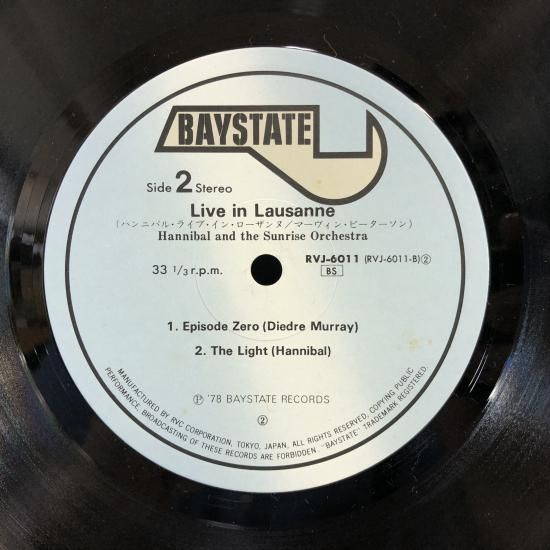 BAYSTATE
Side 2 Stereo
Live in Lausanne
(ハンニバル・ライブ・イン・ローザンヌ/マーヴィン・ピーターソン)
Hannibal and the Sunrise Orchestra
33 1/3 r.p.m.
RVJ-6011 (RVJ-6011-B)②
BS
1. Episode Zero (Diedre Murray)
2. The Light (Hannibal)
Ⓟ '78 BAYSTATE RECORDS
②
MANUFACTURED BY RVC CORPORATION, TOKYO, JAPAN, ALL RIGHTS RESERVED, COPYING PUBLIC
PERFORMANCE, BROADCASTING OF THESE RECORDS ARE FORBIDDEN. "BAYSTATE" TRADEMARK REGISTERED.